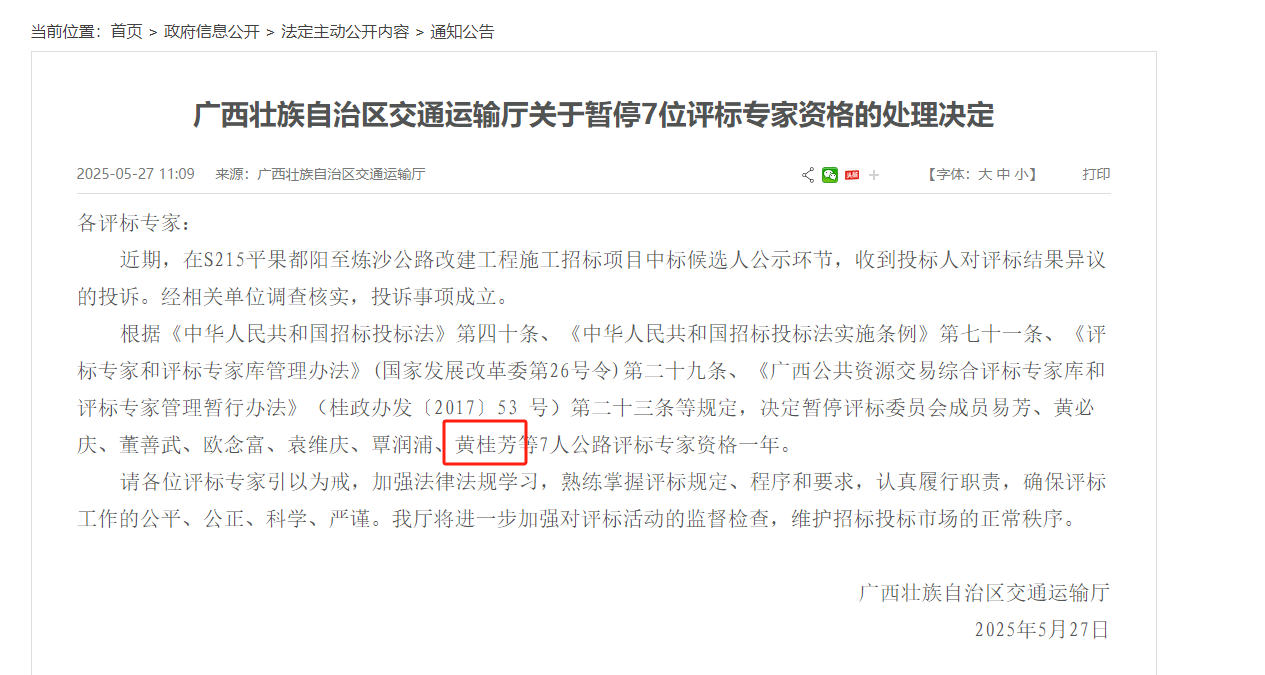 当前位置：首页 > 政府信息公开 > 法定主动公开内容 > 通知公告
广西壮族自治区交通运输厅关于暂停7位评标专家资格的处理决定
2025-05-27 11:09 来源：广西壮族自治区交通运输厅 头条 【字体：大 中 小】 打印
各评标专家：
近期，在S215平果都阳至炼沙公路改建工程施工招标项目中标候选人公示环节，收到投标人对评标结果异议
的投诉。经相关单位调查核实，投诉事项成立。
根据《中华人民共和国招标投标法》第四十条、《中华人民共和国招标投标法实施条例》第七十一条、《评
标专家和评标专家库管理办法》(国家发展改革委第26号令)第二十九条、《广西公共资源交易综合评标专家库和
评标专家管理暂行办法》（桂政办发〔2017〕53 号）第二十三条等规定，决定暂停评标委员会成员易芳、黄必
庆、董善武、欧念富、袁维庆、覃润浦、黄桂芳等7人公路评标专家资格一年。
请各位评标专家引以为戒，加强法律法规学习，熟练掌握评标规定、程序和要求，认真履行职责，确保评标
工作的公平、公正、科学、严谨。我厅将进一步加强对评标活动的监督检查，维护招标投标市场的正常秩序。
广西壮族自治区交通运输厅
2025年5月27日